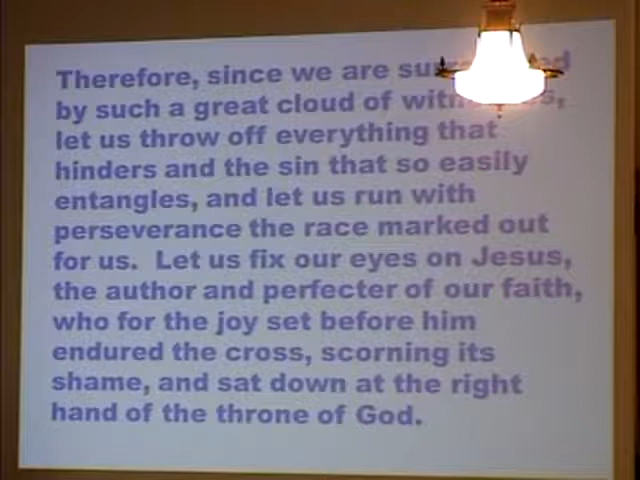 Therefore, since we are
by such a great cloud of
let us throw off everything that
hinders and the sin that so easily
entangles, and let us run with
perseverance the race marked out
for us. Let us fix our eyes on Jesus,
the author and perfecter of our faith,
who for the joy set before him
endured the cross, scorning its
shame, and sat down at the right
hand of the throne of God.